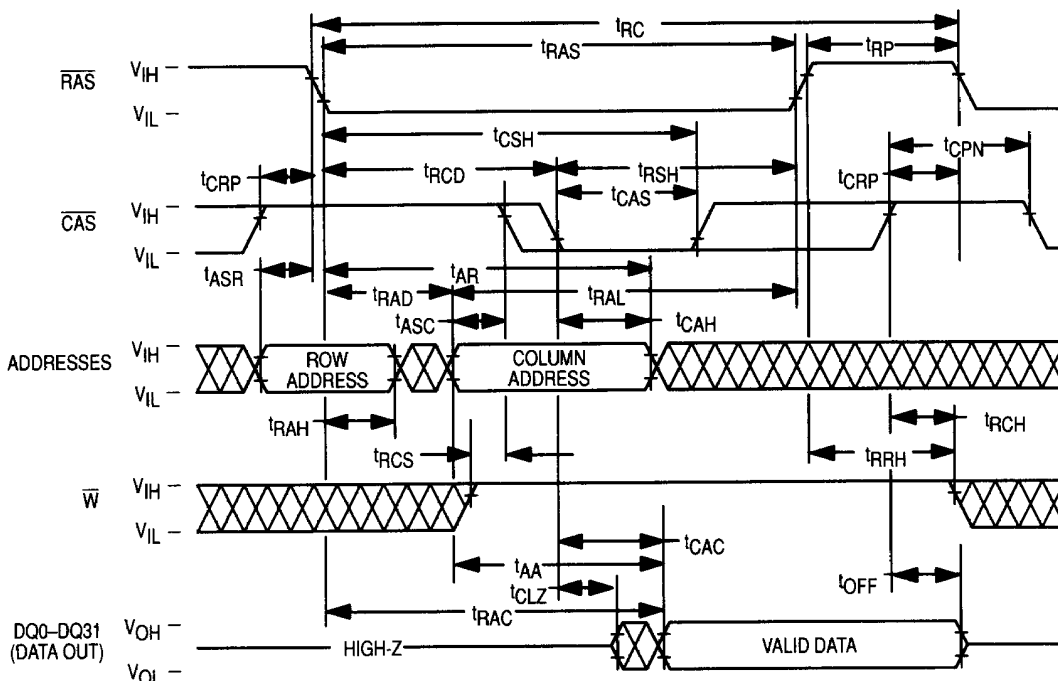 tRC
tRAS
tRP
RAS
VIH
VIL
tCSH
tCPN
tCRP
tRCD
tRSH
tCRP
tCAS
CAS
VIH
VIL
tASR
tAR
tRAD
tRAL
tASC
tCAH
ADDRESSES
VIH
VIL
ROW
ADDRESS
COLUMN
ADDRESS
tRAH
tRCH
tRCS
tRRH
W
VIH
VIL
tCAC
tAA
tCLZ
tOFF
tRAC
DQ0–DQ31
(DATA OUT)
VOH
VOL
HIGH-Z
VALID DATA